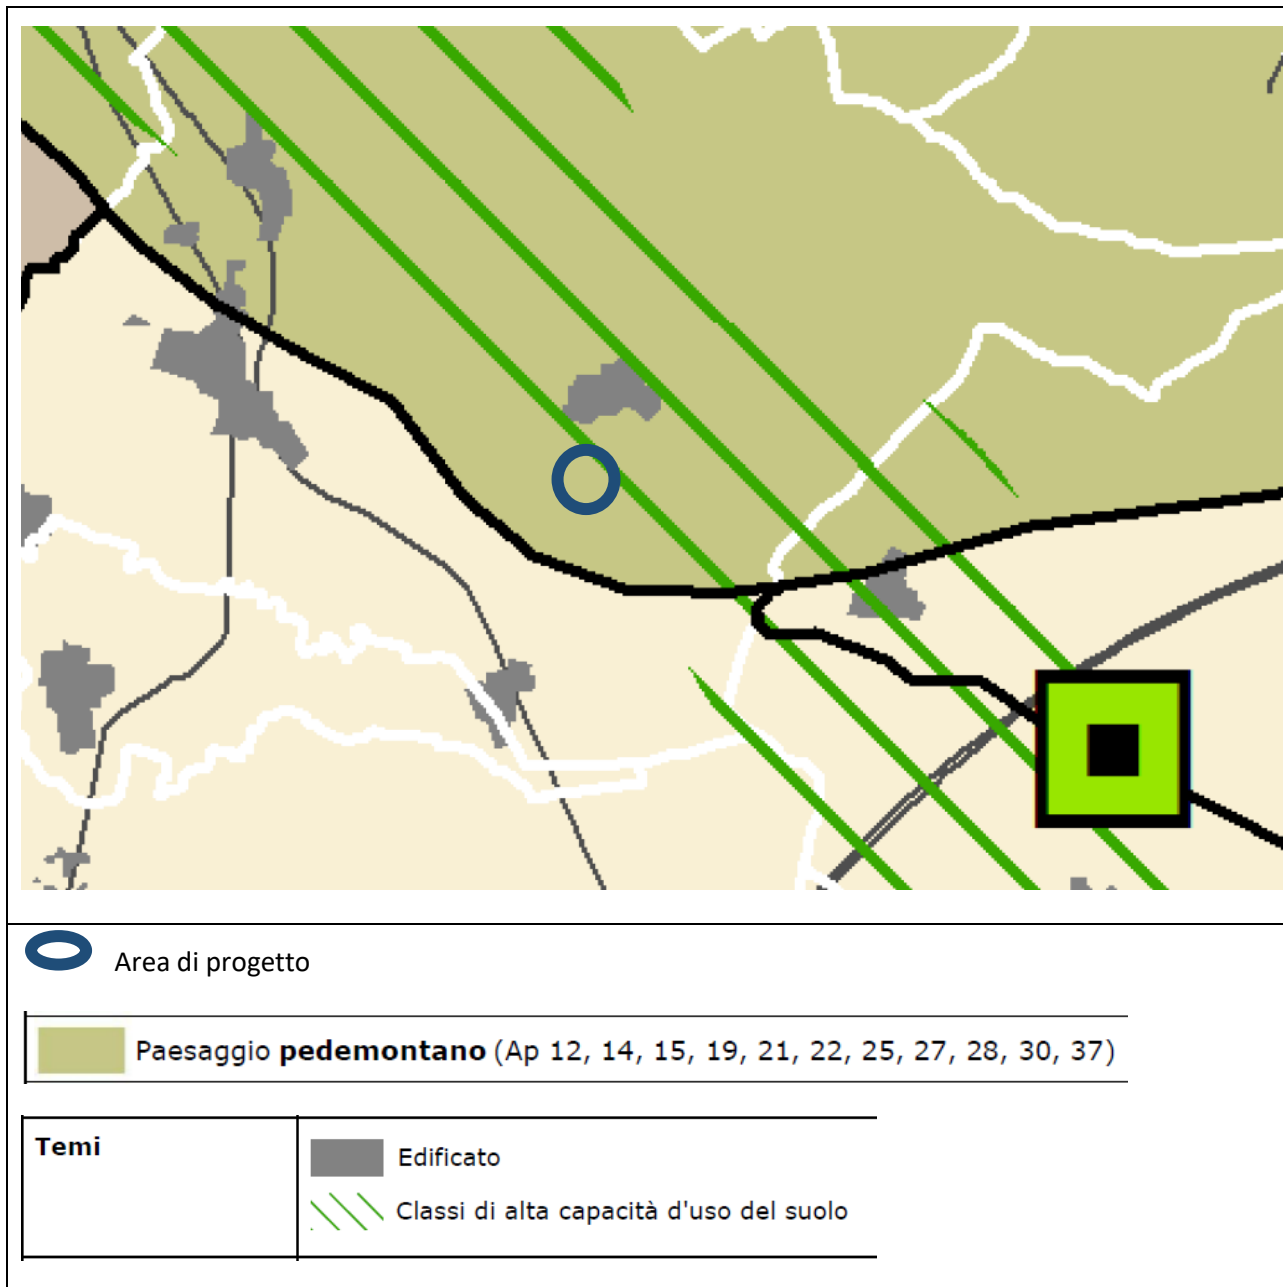 Area di progetto
Paesaggio pedemontano (Ap 12, 14, 15, 19, 21, 22, 25, 27, 28, 30, 37)
Temi
Edificato
Classi di alta capacità d'uso del suolo